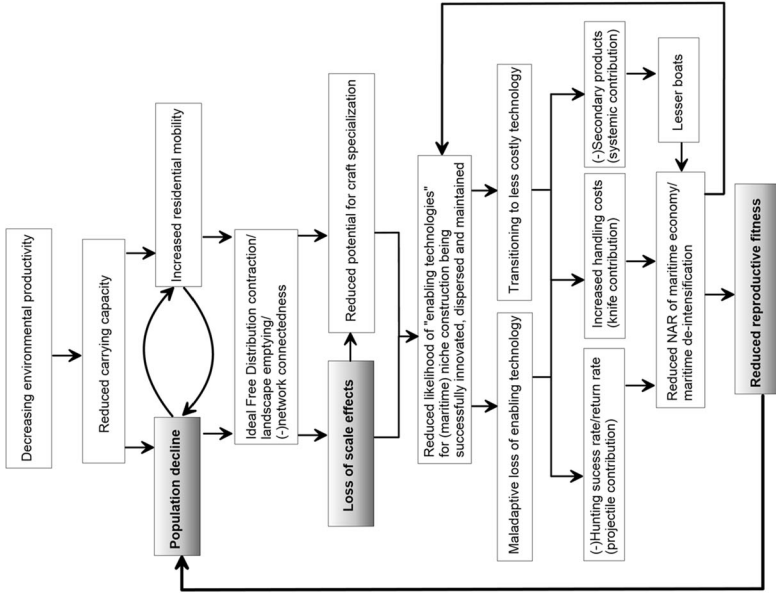 Decreasing environmental productivity
Reduced carrying capacity
Population decline
Increased residential mobility
Ideal Free Distribution contraction/
landscape emptying/
(-)network connectedness
Loss of scale effects
Reduced potential for craft specialization
Reduced likelihood of "enabling technologies"
for (maritime) niche construction being
successfully innovated, dispersed and maintained
Maladaptive loss of enabling technology
Transitioning to less costly technology
(-)Hunting sucess rate/return rate
(projectile contribution)
Increased handling costs
(knife contribution)
(-)Secondary products
(systemic contribution)
Lesser boats
Reduced NAR of maritime economy/
maritime de-intensification
Reduced reproductive fitness